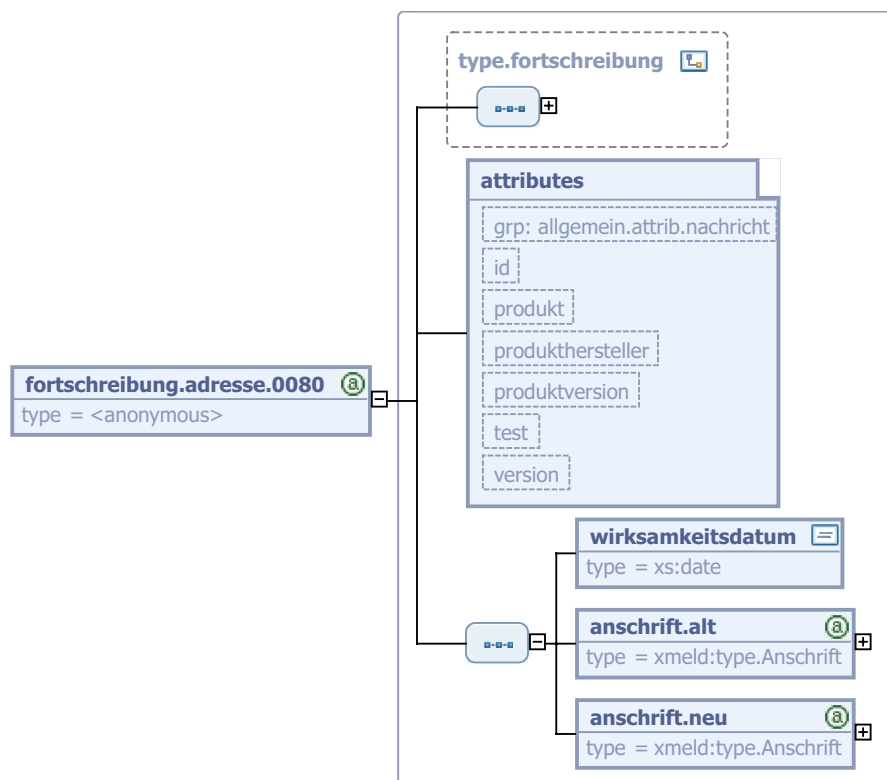 type.fortschreibung
attributes
grp: allgemein.attrib.nachricht
id
produkt
produkthersteller
produktversion
test
version
fortschreibung.adresse.0080
type = <anonymous>
wirksamkeitsdatum
type = xs:date
anschrift.alt
type = xmeld:type.Anschrift
anschrift.neu
type = xmeld:type.Anschrift